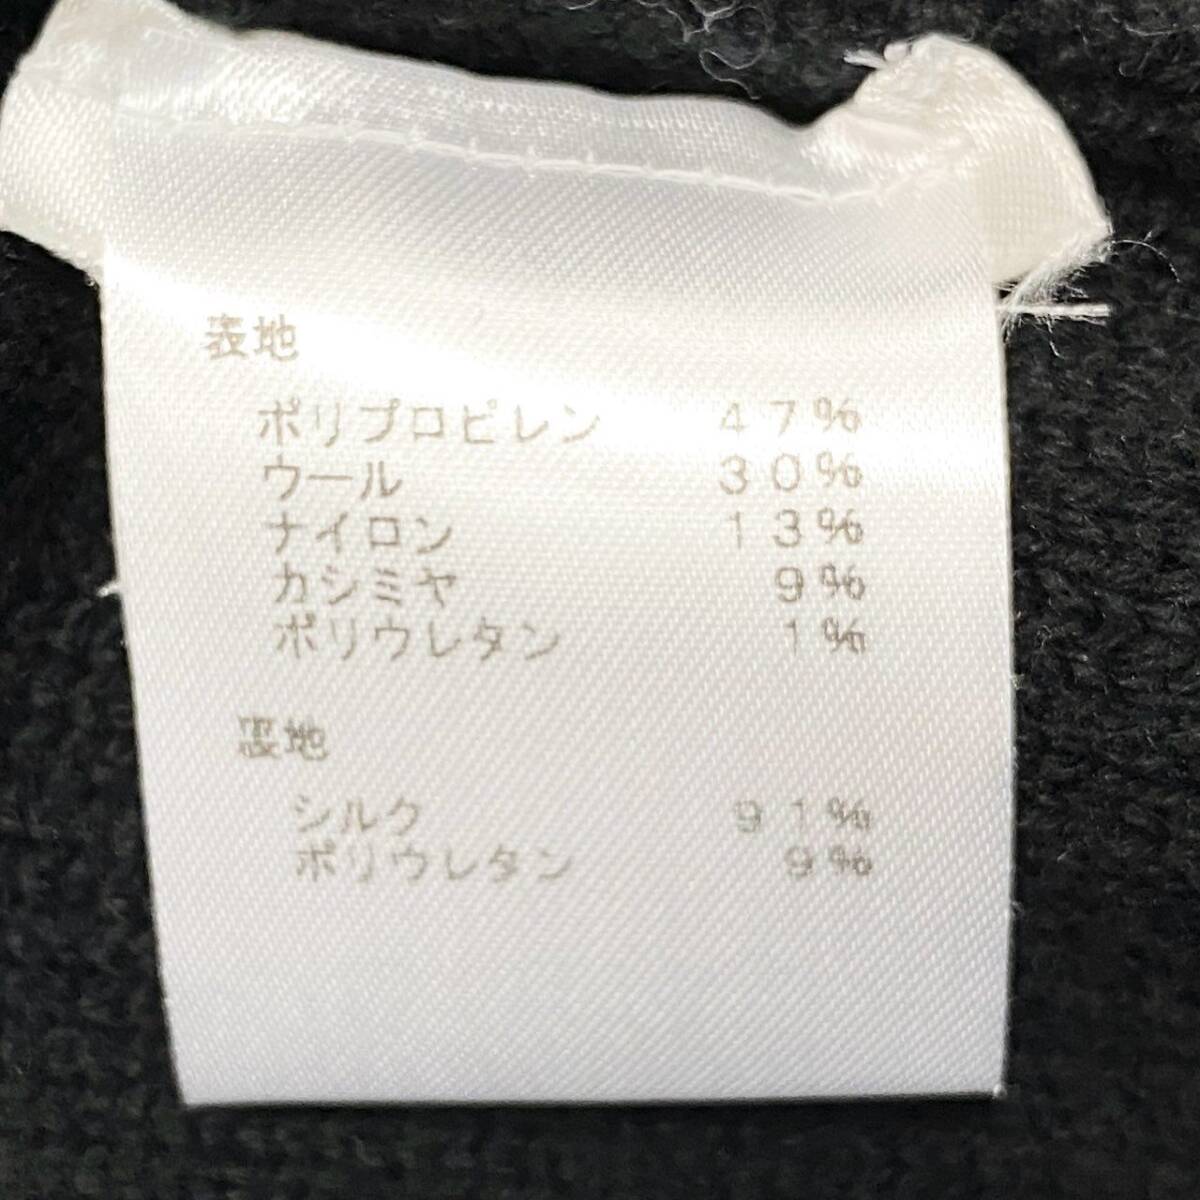 表地
ポリプロピレン 47%
ウール 30%
ナイロン 13%
カシミヤ 9%
ポリウレタン 1%
裏地
シルク 91%
ポリウレタン 9%